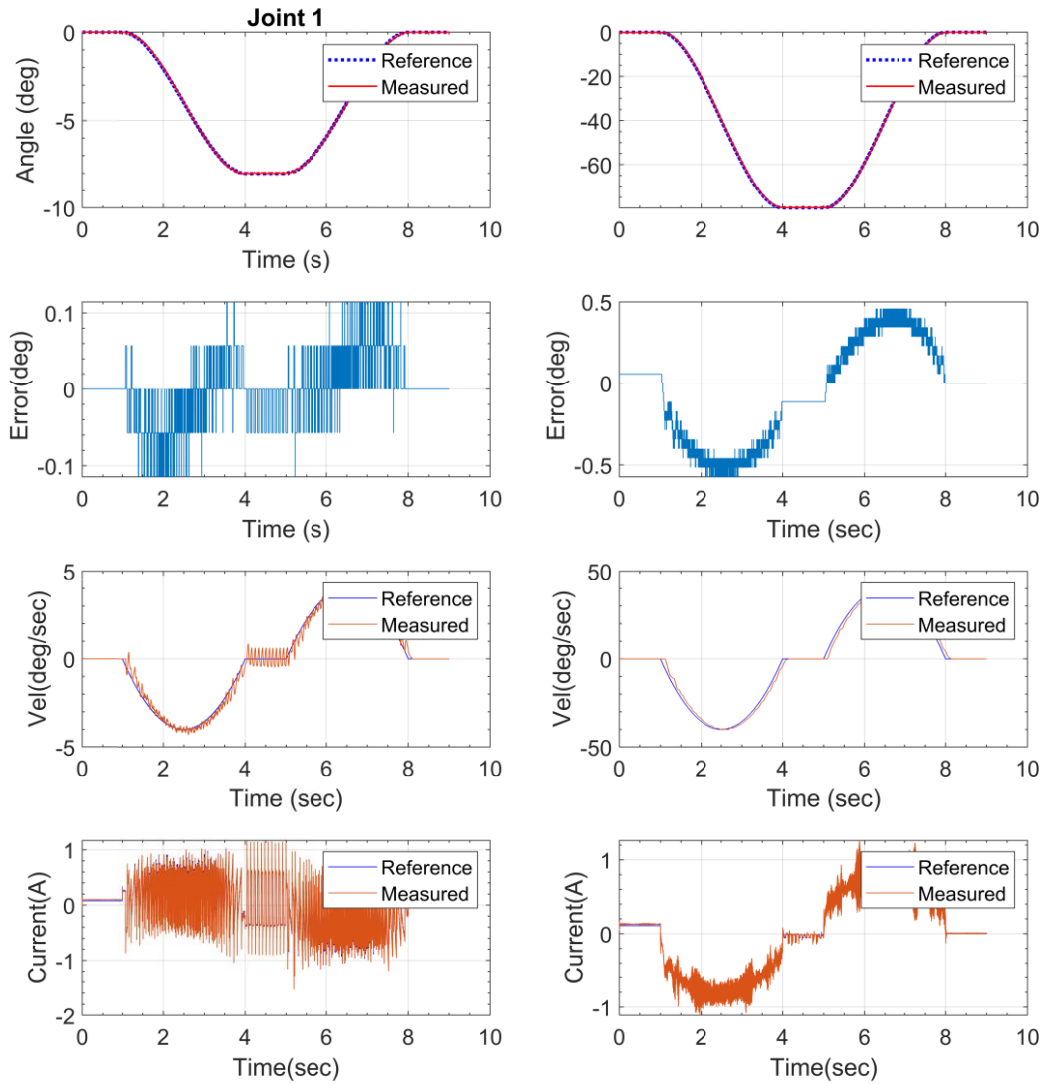 Joint 1
Angle (deg)
0
-5
-10
0 2 4 6 8 10
Time (s)
Reference
Measured
0
-20
-40
-60
0 2 4 6 8 10
Reference
Measured
Error(deg)
0.1
0
-0.1
0 2 4 6 8 10
Time (s)
Error(deg)
0.5
0
-0.5
0 2 4 6 8 10
Time (sec)
Vel(deg/sec)
5
0
-5
0 2 4 6 8 10
Time (sec)
Reference
Measured
Vel(deg/sec)
50
0
-50
0 2 4 6 8 10
Time (sec)
Reference
Measured
Current(A)
1
0
-1
-2
0 2 4 6 8 10
Time(sec)
Reference
Measured
Current(A)
1
0
-1
0 2 4 6 8 10
Time(sec)
Reference
Measured